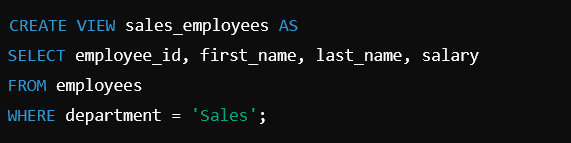 CREATE VIEW sales_employees AS
SELECT employee_id, first_name, last_name, salary
FROM employees
WHERE department = 'Sales';